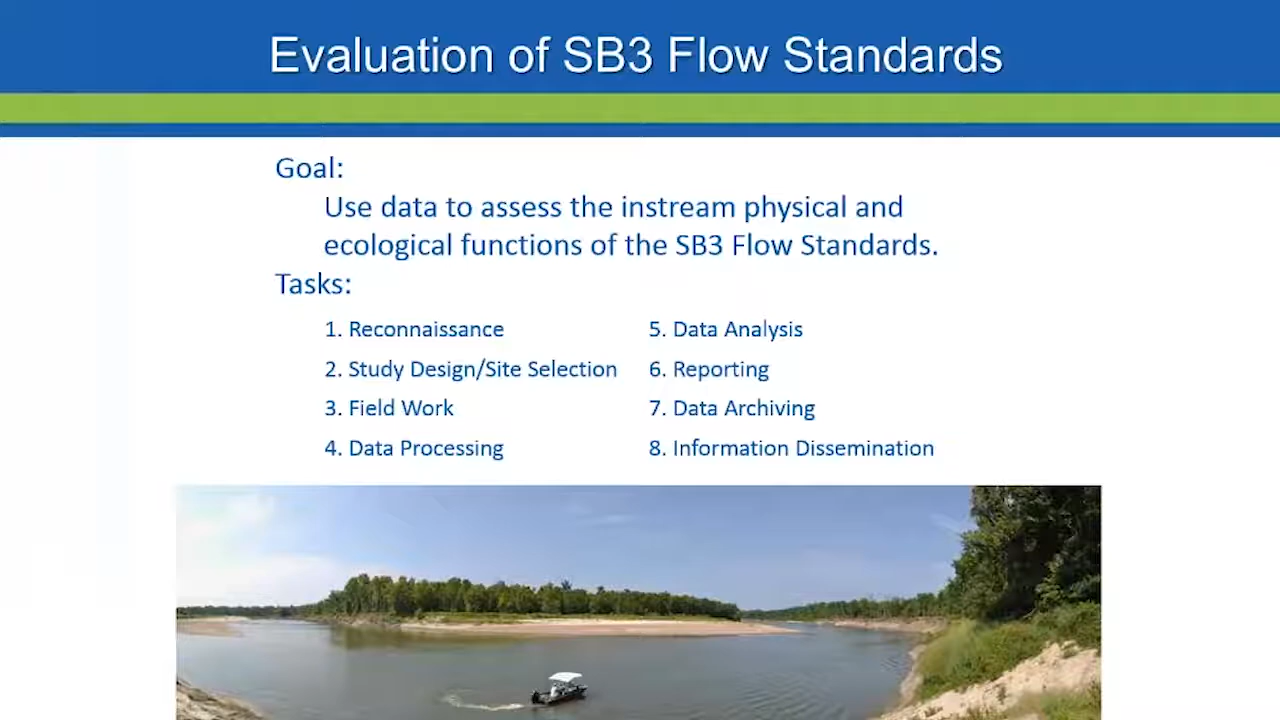 Evaluation of SB3 Flow Standards
Goal:
Use data to assess the instream physical and
ecological functions of the SB3 Flow Standards.
Tasks:
1. Reconnaissance
2. Study Design/Site Selection
3. Field Work
4. Data Processing
5. Data Analysis
6. Reporting
7. Data Archiving
8. Information Dissemination